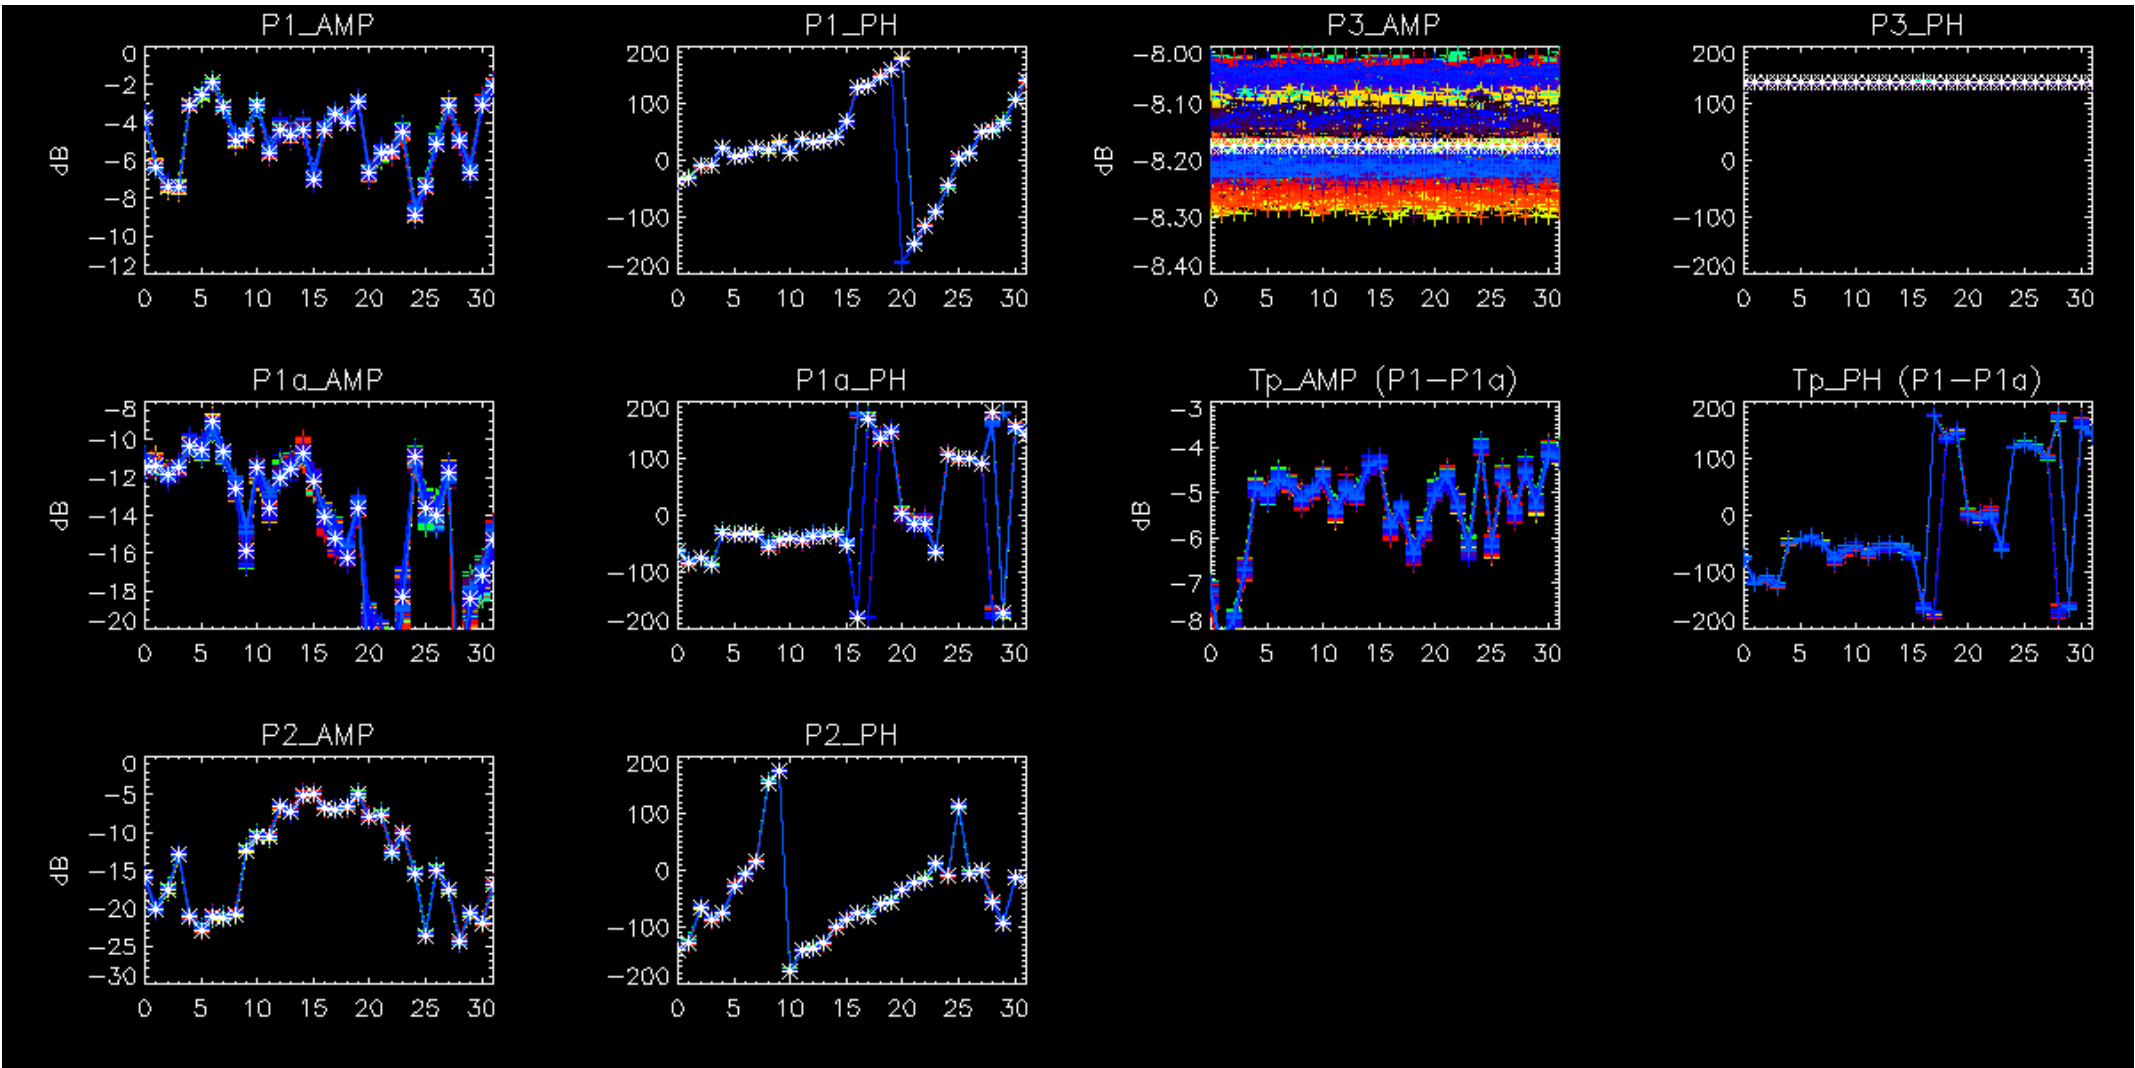 P1_AMP
0
−2
−4
−6
−8
−10
−12
dB
0 5 10 15 20 25 30
P1_PH
200
100
0
−100
−200
0 5 10 15 20 25 30
P3_AMP
−8.00
−8.10
−8.20
−8.30
−8.40
dB
0 5 10 15 20 25 30
P3_PH
200
100
0
−100
−200
0 5 10 15 20 25 30
P1a_AMP
−8
−10
−12
−14
−16
−18
−20
dB
0 5 10 15 20 25 30
P1a_PH
200
100
0
−100
−200
0 5 10 15 20 25 30
Tp_AMP (P1−P1a)
−3
−4
−5
−6
−7
−8
dB
0 5 10 15 20 25 30
Tp_PH (P1−P1a)
200
100
0
−100
−200
0 5 10 15 20 25 30
P2_AMP
0
−5
−10
−15
−20
−25
−30
dB
0 5 10 15 20 25 30
P2_PH
200
100
0
−100
−200
0 5 10 15 20 25 30